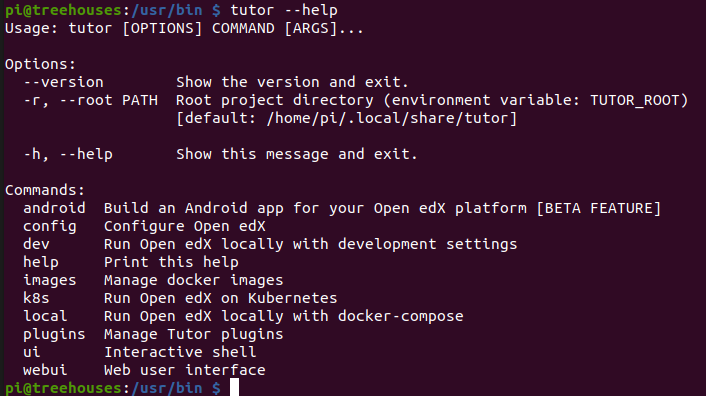 pi@treehouses:/usr/bin $ tutor --help
Usage: tutor [OPTIONS] COMMAND [ARGS]...

Options:
  --version        Show the version and exit.
  -r, --root PATH  Root project directory (environment variable: TUTOR_ROOT)
                   [default: /home/pi/.local/share/tutor]

  -h, --help       Show this message and exit.

Commands:
  android  Build an Android app for your Open edX platform [BETA FEATURE]
  config   Configure Open edX
  dev      Run Open edX locally with development settings
  help     Print this help
  images   Manage docker images
  k8s      Run Open edX on Kubernetes
  local    Run Open edX locally with docker-compose
  plugins  Manage Tutor plugins
  ui       Interactive shell
  webui    Web user interface
pi@treehouses:/usr/bin $